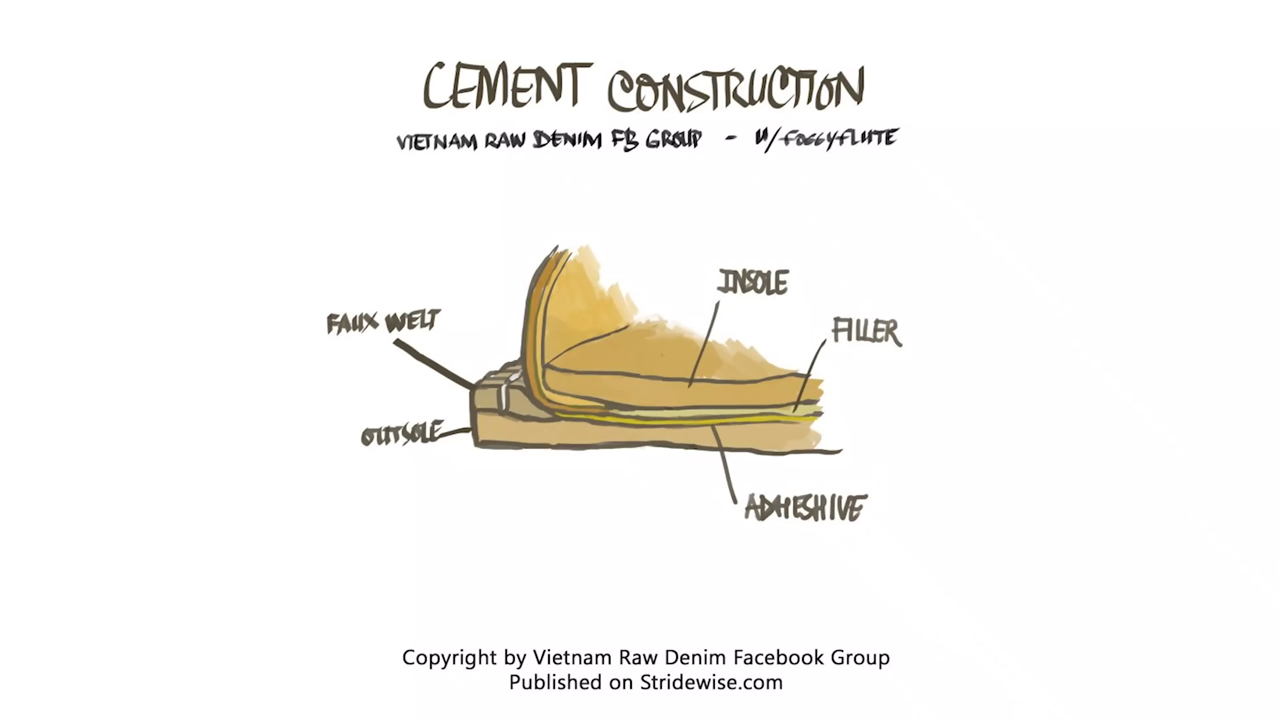 CEMENT CONSTRUCTION
VIETNAM RAW DENIM FB GROUP - U/FOGGYFLUTE
INSOLE
FAUX WELT
FILLER
OUTSOLE
ADHESHIVE
Copyright by Vietnam Raw Denim Facebook Group
Published on Stridewise.com